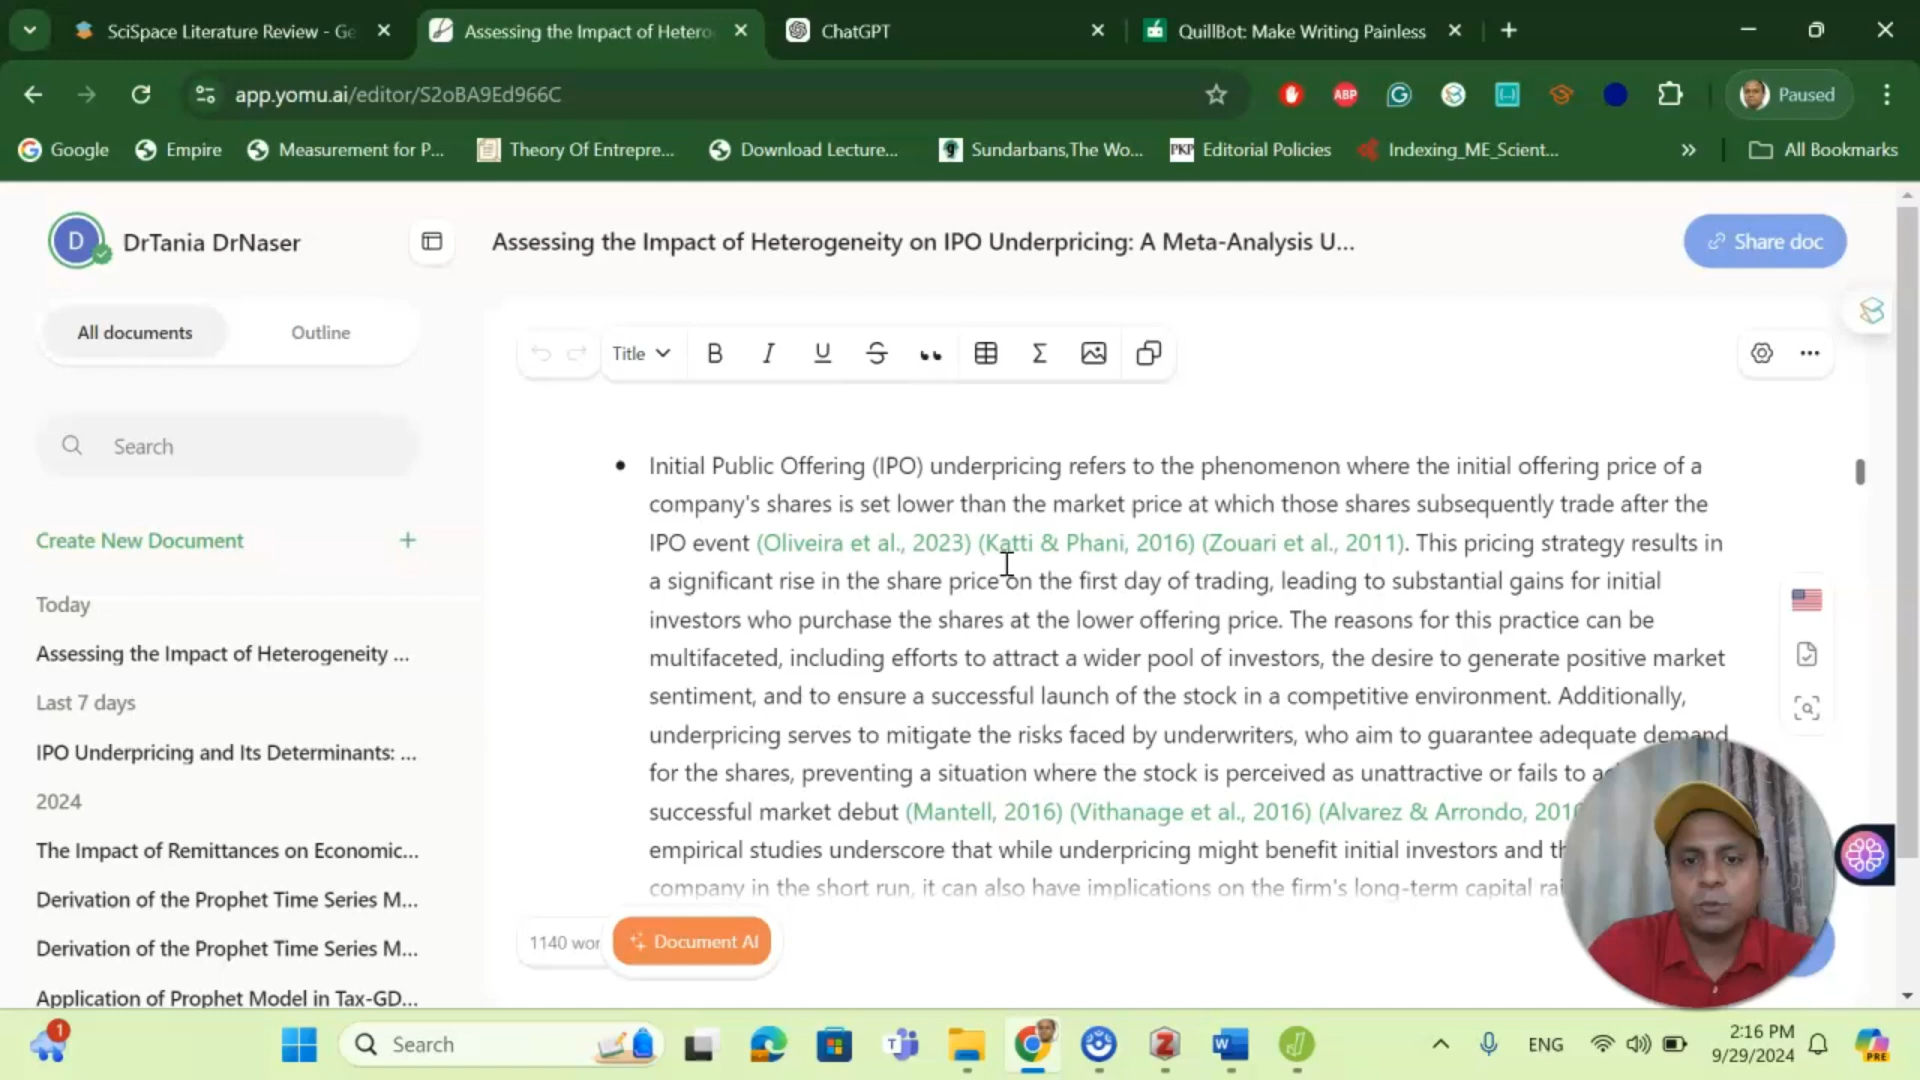 SciSpace Literature Review - Ge
Assessing the Impact of Hetero
ChatGPT
QuillBot: Make Writing Painless
app.yomu.ai/editor/S2oBA9Ed966C
ABP
Paused
Google
Empire
Measurement for P...
Theory Of Entrepre...
Download Lecture...
Sundarbans,The Wo...
PKP Editorial Policies
Indexing_ME_Scient...
All Bookmarks
D
DrTania DrNaser
Assessing the Impact of Heterogeneity on IPO Underpricing: A Meta-Analysis U...
Share doc
All documents
Outline
Title
B
I
U
S
Σ
Search
Create New Document +
Today
Assessing the Impact of Heterogeneity ...
Last 7 days
IPO Underpricing and Its Determinants: ...
2024
The Impact of Remittances on Economic...
Derivation of the Prophet Time Series M...
Derivation of the Prophet Time Series M...
Application of Prophet Model in Tax-GD...
• Initial Public Offering (IPO) underpricing refers to the phenomenon where the initial offering price of a
company's shares is set lower than the market price at which those shares subsequently trade after the
IPO event (Oliveira et al., 2023) (Katti & Phani, 2016) (Zouari et al., 2011). This pricing strategy results in
a significant rise in the share price on the first day of trading, leading to substantial gains for initial
investors who purchase the shares at the lower offering price. The reasons for this practice can be
multifaceted, including efforts to attract a wider pool of investors, the desire to generate positive market
sentiment, and to ensure a successful launch of the stock in a competitive environment. Additionally,
underpricing serves to mitigate the risks faced by underwriters, who aim to guarantee adequate demand
for the shares, preventing a situation where the stock is perceived as unattractive or fails to
successful market debut (Mantell, 2016) (Vithanage et al., 2016) (Alvarez & Arrondo,
empirical studies underscore that while underpricing might benefit initial investors and
company in the short run, it can also have implications on the firm's long-term capital
1140 wor
Document AI
1
Search
ENG
2:16 PM
9/29/2024
PRE